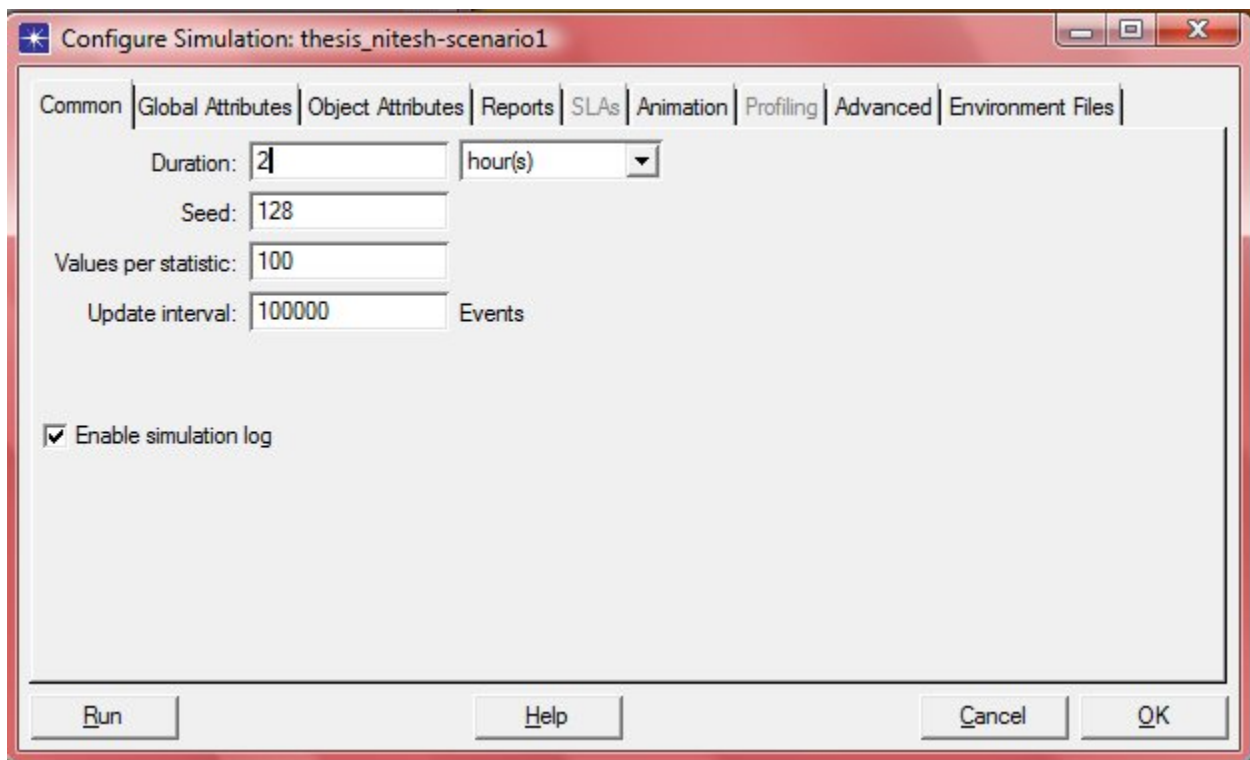 Configure Simulation: thesis_nitesh-scenario1
Common Global Attributes Object Attributes Reports SLAs Animation Profiling Advanced Environment Files
Duration: 2 hour(s)
Seed: 128
Values per statistic: 100
Update interval: 100000 Events
Enable simulation log
Run Help Cancel OK